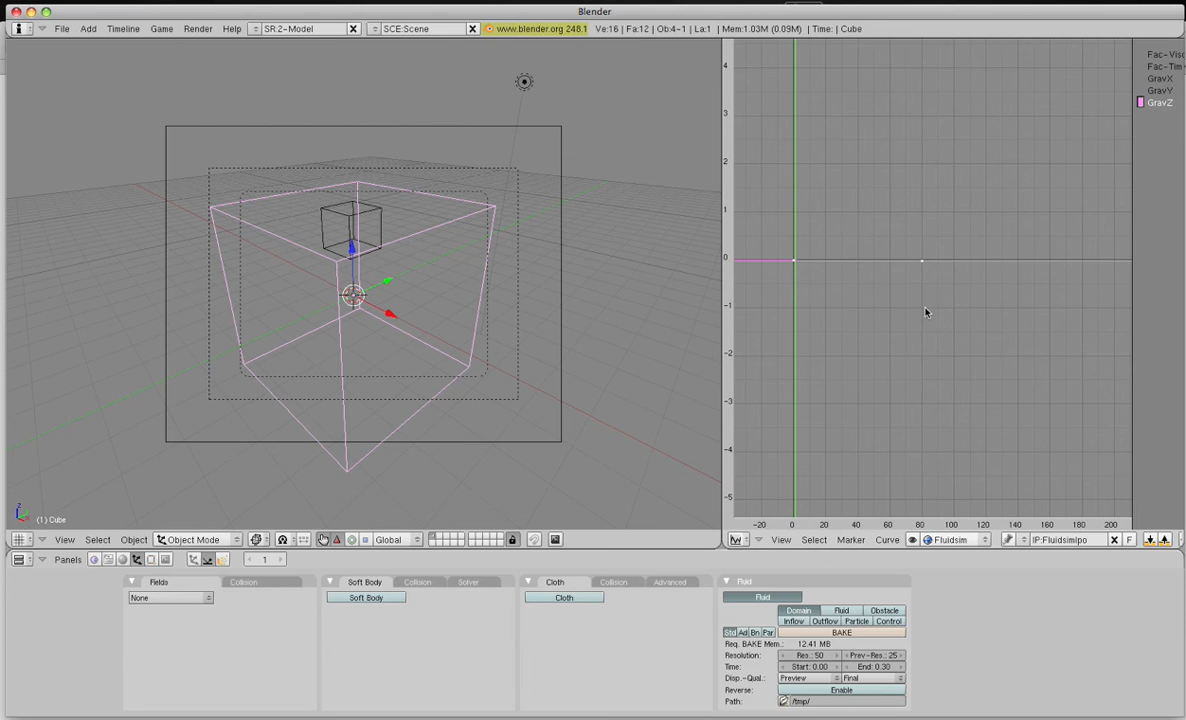 Blender
File Add Timeline Game Render Help SR:2-Model SCE:Scene www.blender.org 248.1 Ve:16 | Fa:12 | Ob:4-1 | La:1 | Mem:1.03M (0.09M) | Time: | Cube
Fac-Visc
Fac-Tim
GravX
GravY
GravZ
4
3
2
1
0
-1
-2
-3
-4
-5
-20 0 20 40 60 80 100 120 140 160 180 200
z
(1) Cube
View Select Object Object Mode Global
View Select Marker Curve Fluidsim IP:FluidsimIpo F
Panels 1
Fields Collision
None
Soft Body Collision Solver
Soft Body
Cloth Collision Advanced
Cloth
Fluid
Fluid
Domain Fluid Obstacle
Inflow Outflow Particle Control
Std Ad Bn Par BAKE
Req. BAKE Mem.: 12.41 MB
Resolution: Res.: 50 Prev-Res.: 25
Time: Start: 0.00 End: 0.30
Disp.-Qual.: Preview Final
Reverse: Enable
Path: /tmp/